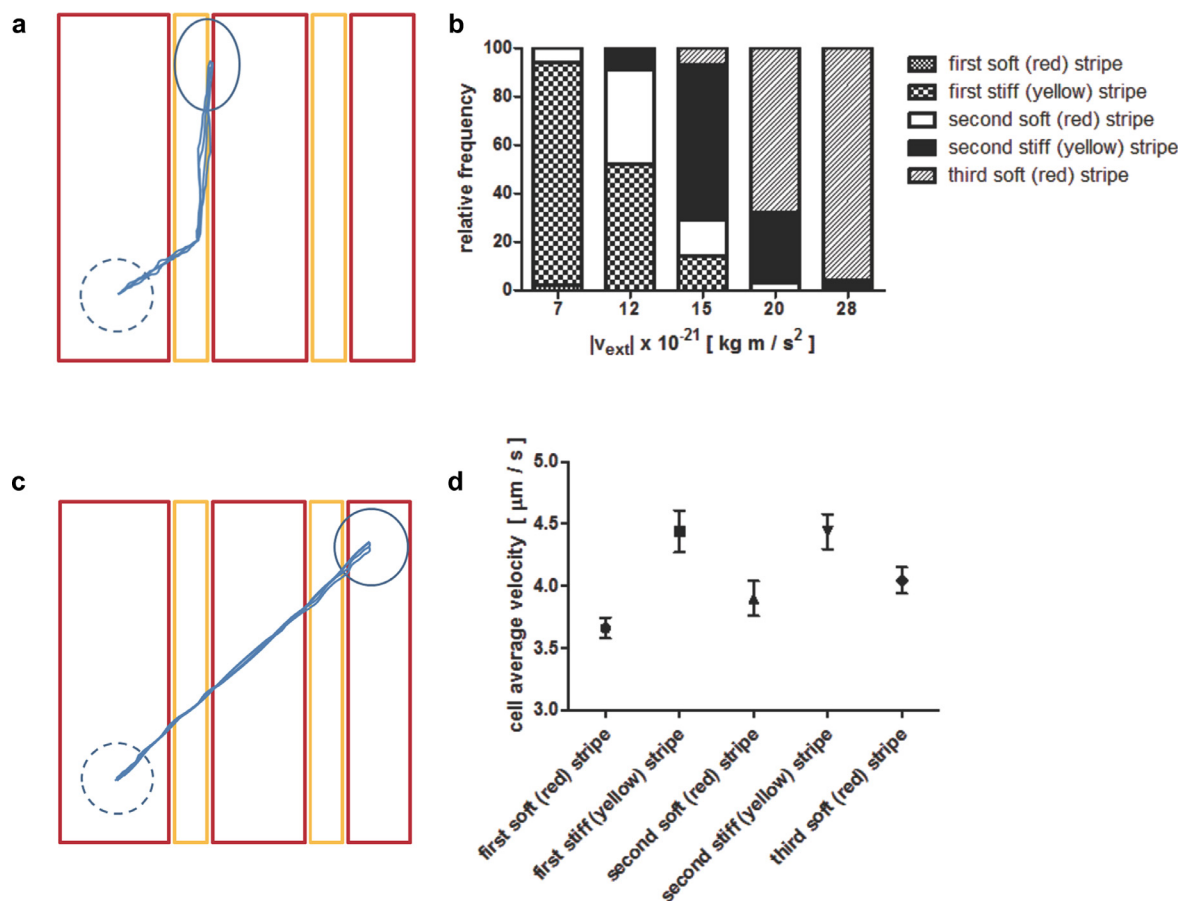 a
b
relative frequency
100
80
60
40
20
0
7 12 15 20 28
|v_ext| x 10^-21 [ kg m / s^2 ]
first soft (red) stripe
first stiff (yellow) stripe
second soft (red) stripe
second stiff (yellow) stripe
third soft (red) stripe
c
d
cell average velocity [ µm / s ]
5.0
4.5
4.0
3.5
3.0
first soft (red) stripe
first stiff (yellow) stripe
second soft (red) stripe
second stiff (yellow) stripe
third soft (red) stripe